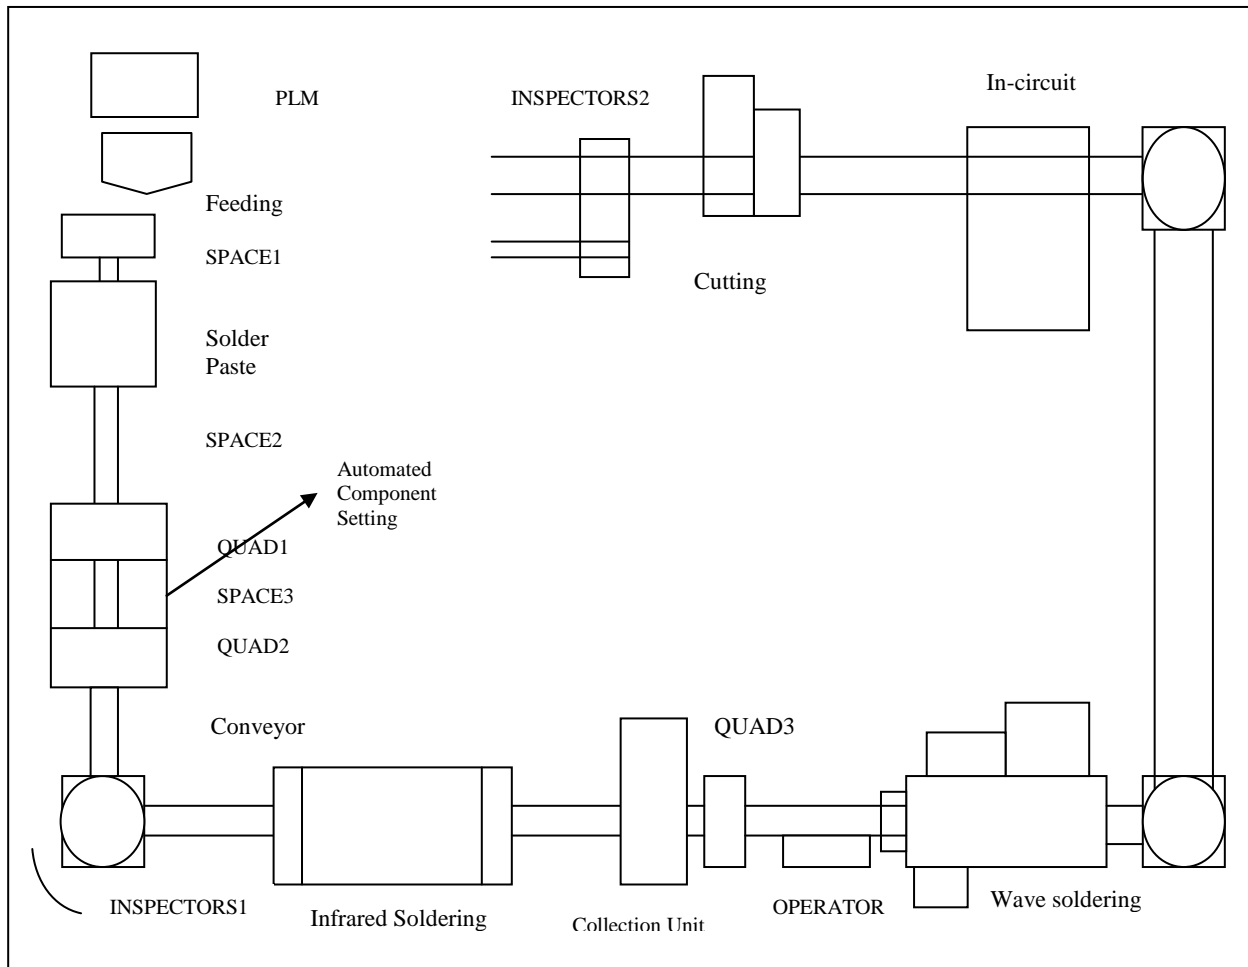 PLM
INSPECTORS2
In-circuit
Feeding
SPACE1
Cutting
Solder
Paste
SPACE2
Automated
Component
Setting
QUAD1
SPACE3
QUAD2
Conveyor
QUAD3
INSPECTORS1
Infrared Soldering
Collection Unit
OPERATOR
Wave soldering